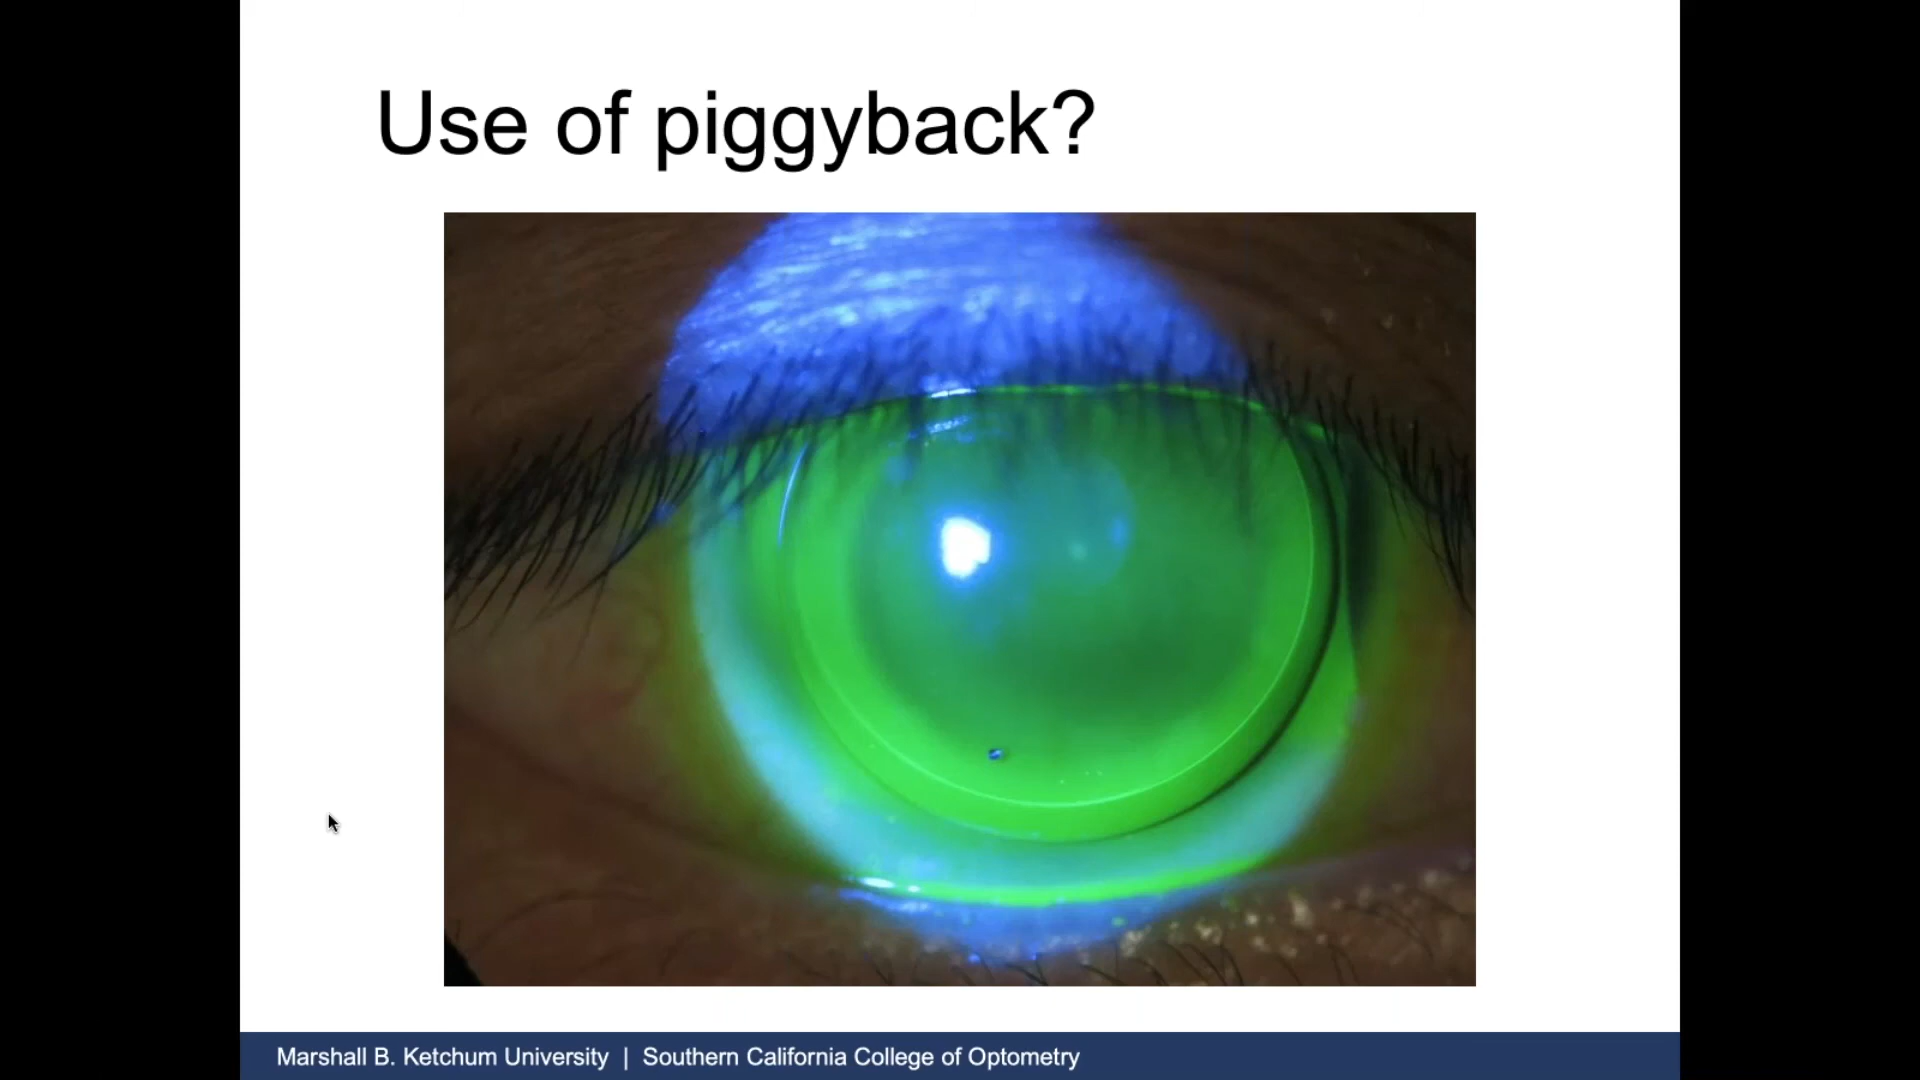 Use of piggyback?
Marshall B. Ketchum University | Southern California College of Optometry